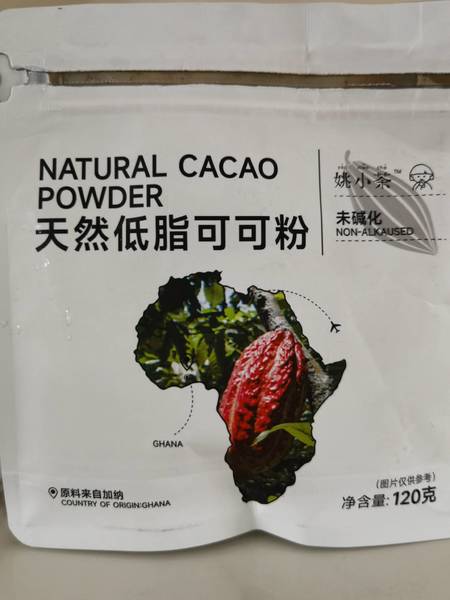 NATURAL CACAO
POWDER
天然低脂可可粉
姚小茶™
未碱化
NON-ALKAUSED
GHANA
原料来自加纳
COUNTRY OF ORIGIN:GHANA
(图片仅供参考)
净含量:120克